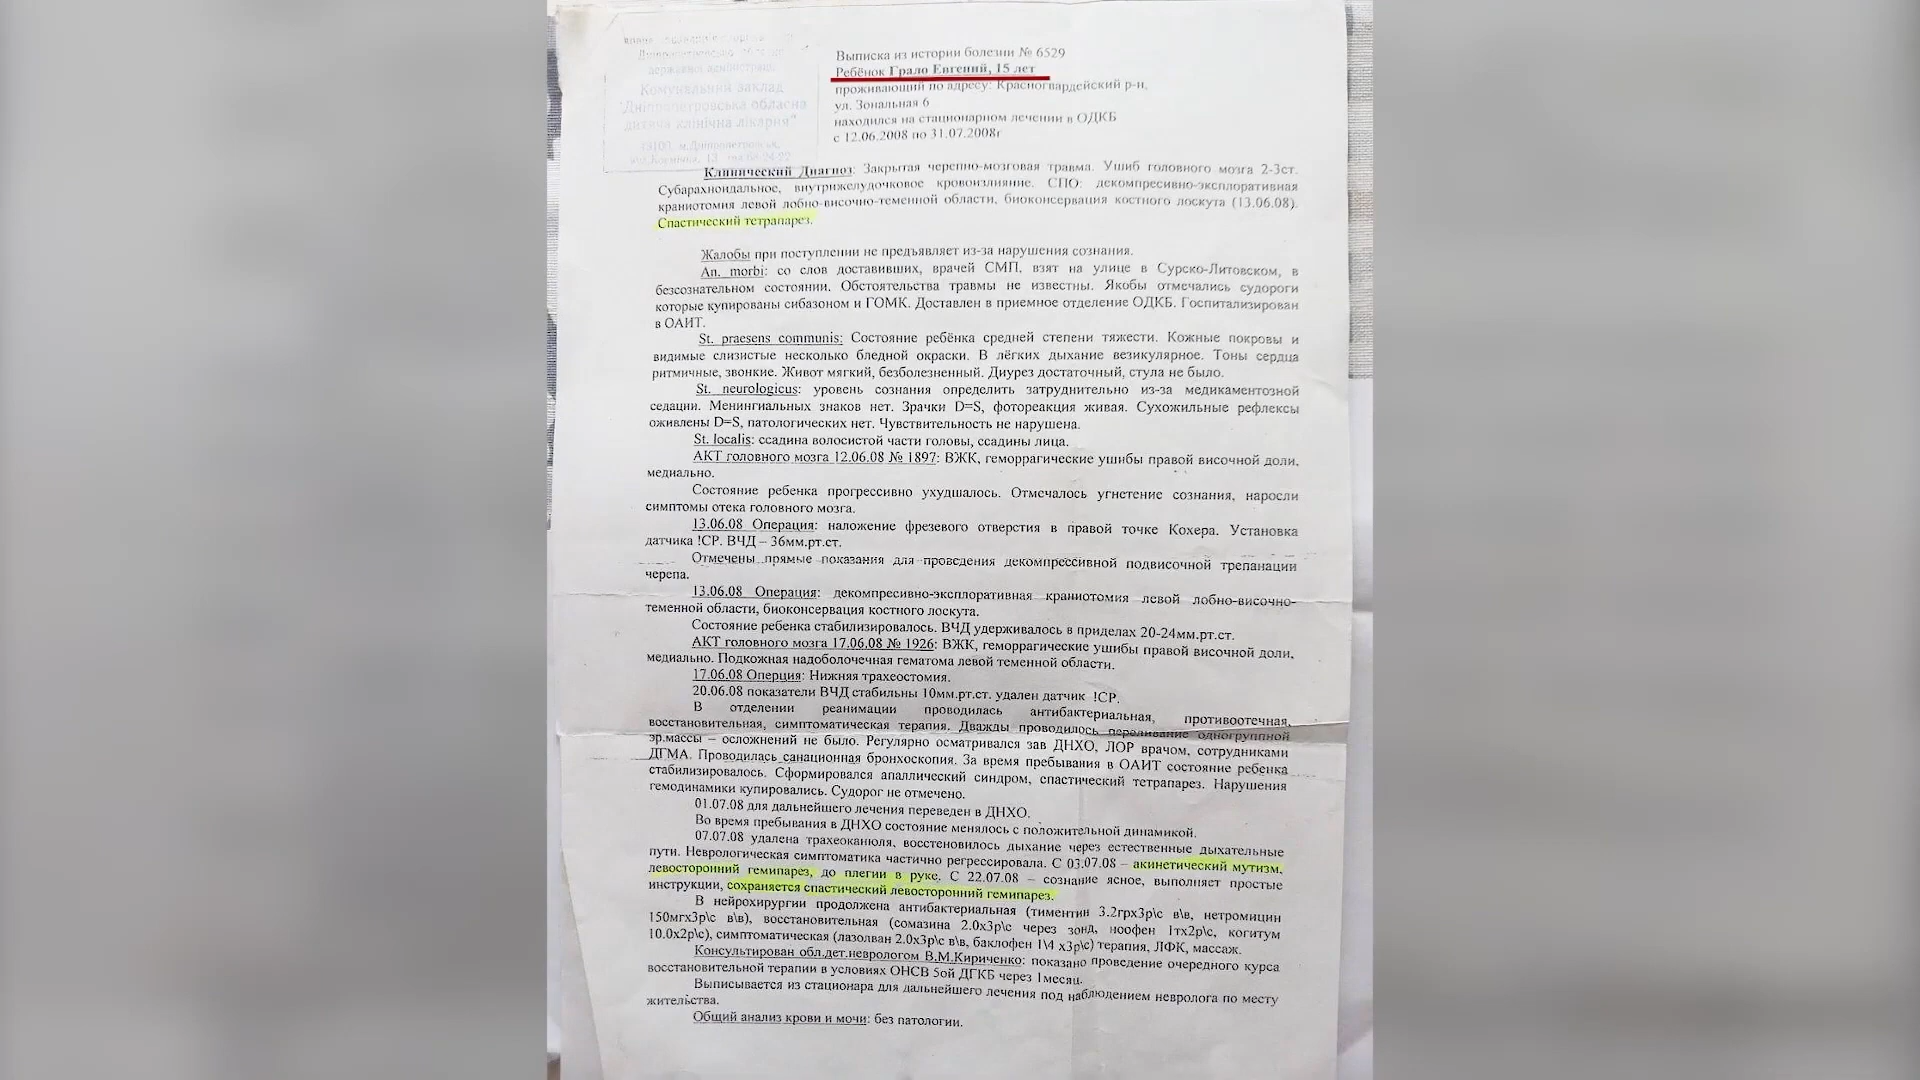 державна адміністрація,
Комунальний заклад
"Дніпропетровська обласна
дитяча клінічна лікарня"
Выписка из истории болезни № 6529
Ребёнок Грало Евгений, 15 лет
проживающий по адресу: Красногвардейский р-н,
ул. Зональная 6
находился на стационарном лечении в ОДКБ
с 12.06.2008 по 31.07.2008г
Клинический Диагноз: Закрытая черепно-мозговая травма. Ушиб головного мозга 2-3ст.
Субарахноидальное, внутрижелудочковое кровоизлияние. СПО: декомпресивно-эксплоративная
краниотомия левой лобно-височно-теменной области, биоконсервация костного лоскута (13.06.08).
Спастический тетрапарез.
Жалобы при поступлении не предъявляет из-за нарушения сознания.
An. morbi: со слов доставивших, врачей СМП, взят на улице в Сурско-Литовском, в
безсознательном состоянии. Обстоятельства травмы не известны. Якобы отмечались судороги
которые купированы сибазоном и ГОМК. Доставлен в приемное отделение ОДКБ. Госпитализирован
в ОАИТ.
St. praesens communis: Состояние ребёнка средней степени тяжести. Кожные покровы и
видимые слизистые несколько бледной окраски. В лёгких дыхание везикулярное. Тоны сердца
ритмичные, звонкие. Живот мягкий, безболезненный. Диурез достаточный, стула не было.
St. neurologicus: уровень сознания определить затруднительно из-за медикаментозной
седации. Менингиальных знаков нет. Зрачки D=S, фотореакция живая. Сухожильные рефлексы
оживлены D=S, патологических нет. Чувствительность не нарушена.
St. localis: ссадина волосистой части головы, ссадины лица.
АКТ головного мозга 12.06.08 № 1897: ВЖК, геморрагические ушибы правой височной доли,
медиально.
Состояние ребенка прогрессивно ухудшалось. Отмечалось угнетение сознания, наросли
симптомы отека головного мозга.
13.06.08 Операция: наложение фрезевого отверстия в правой точке Кохера. Установка
датчика !СР. ВЧД – 36мм.рт.ст.
Отмечены прямые показания для проведения декомпрессивной подвисочной трепанации
черепа.
13.06.08 Операция: декомпресивно-эксплоративная краниотомия левой лобно-височно-
теменной области, биоконсервация костного лоскута.
Состояние ребенка стабилизировалось. ВЧД удерживалось в приделах 20-24мм.рт.ст.
АКТ головного мозга 17.06.08 № 1926: ВЖК, геморрагические ушибы правой височной доли,
медиально. Подкожная надоболочечная гематома левой теменной области.
17.06.08 Оперция: Нижняя трахеостомия.
20.06.08 показатели ВЧД стабильны 10мм.рт.ст. удален датчик !СР.
В отделении реанимации проводилась антибактериальная, противоотечная,
восстановительная, симптоматическая терапия. Дважды проводилось переливание одногруппной
эр.массы – осложнений не было. Регулярно осматривался зав ДНХО, ЛОР врачом, сотрудниками
ДГМА. Проводилась санационная бронхоскопия. За время пребывания в ОАИТ состояние ребенка
стабилизировалось. Сформировался апаллический синдром, спастический тетрапарез. Нарушения
гемодинамики купировались. Судорог не отмечено.
01.07.08 для дальнейшего лечения переведен в ДНХО.
Во время пребывания в ДНХО состояние менялось с положительной динамикой.
07.07.08 удалена трахеоканюля, восстеновилось дыхание через естественные дыхательные
пути. Неврологическая симптоматика частично регрессировала. С 03.07.08 – акинетический мутизм,
левосторонний гемипарез, до плегии в руке. С 22.07.08 – сознание ясное, выполняет простые
инструкции, сохраняется спастический левосторонний гемипарез.
В нейрохирургии продолжена антибактериальная (тиментин 3.2грх3р\с в\в, нетромицин
150мгх3р\с в\в), восстановительная (сомазина 2.0х3р\с через зонд, ноофен 1тх2р\с, когитум
10.0х2р\с), симптоматическая (лазолван 2.0х3р\с в\в, баклофен 1\4 х3р\с) терапия, ЛФК, массаж.
Консультирован обл.дет.неврологом В.М.Кириченко: показано проведение очередного курса
восстановительной терапии в условиях ОНСВ 5ой ДГКБ через 1месяц.
Выписывается из стационара для дальнейшего лечения под наблюдением невролога по месту
жительства.
Общий анализ крови и мочи: без патологии.